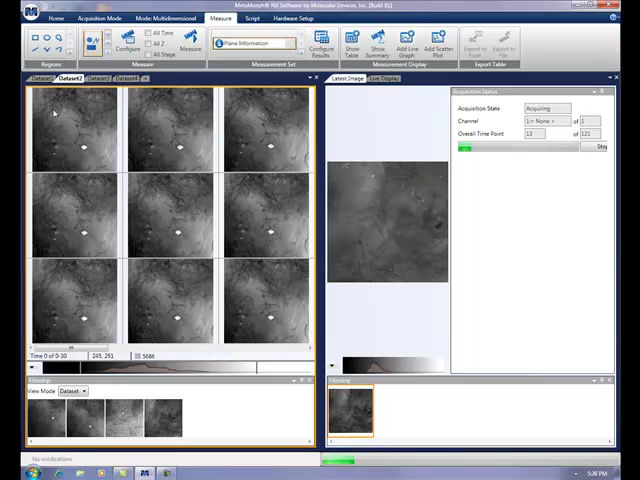 MetaMorph® NX Software by Molecular Devices, Inc. [Build 31]
Home
Acquisition Mode
Mode: Multidimensional
Measure
Script
Hardware Setup
Regions
Configure
All Time
All Z
All Stage
Measure
Measure
Plane Information
Configure Results
Measurement Set
Show Table
Show Summary
Add Line Graph
Add Scatter Plot
Measurement Display
Export to Excel
Export to File
Export Table
Dataset1
Dataset2
Dataset3
Dataset4
Time 0 of 0-30
245, 251
5686
Filmstrip
View Mode
Dataset
Latest Image
Live Display
Acquisition Status
Acquisition State
Acquiring
Channel
1:< None >
of
1
Overall Time Point
13
of
121
Stop
Filmstrip
No notifications
5:26 PM